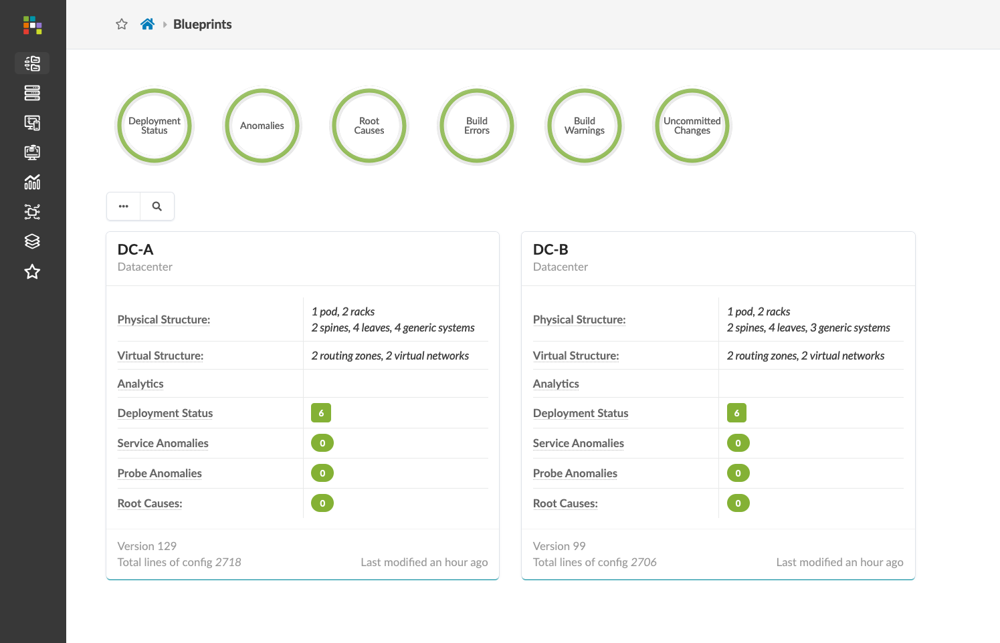 Blueprints
Deployment
Status
Anomalies
Root
Causes
Build
Errors
Build
Warnings
Uncommitted
Changes
DC-A
Datacenter
Physical Structure:
1 pod, 2 racks
2 spines, 4 leaves, 4 generic systems
Virtual Structure:
2 routing zones, 2 virtual networks
Analytics
Deployment Status
6
Service Anomalies
0
Probe Anomalies
0
Root Causes:
0
Version 129
Total lines of config 2718
Last modified an hour ago
DC-B
Datacenter
Physical Structure:
1 pod, 2 racks
2 spines, 4 leaves, 3 generic systems
Virtual Structure:
2 routing zones, 2 virtual networks
Analytics
Deployment Status
6
Service Anomalies
0
Probe Anomalies
0
Root Causes:
0
Version 99
Total lines of config 2706
Last modified an hour ago